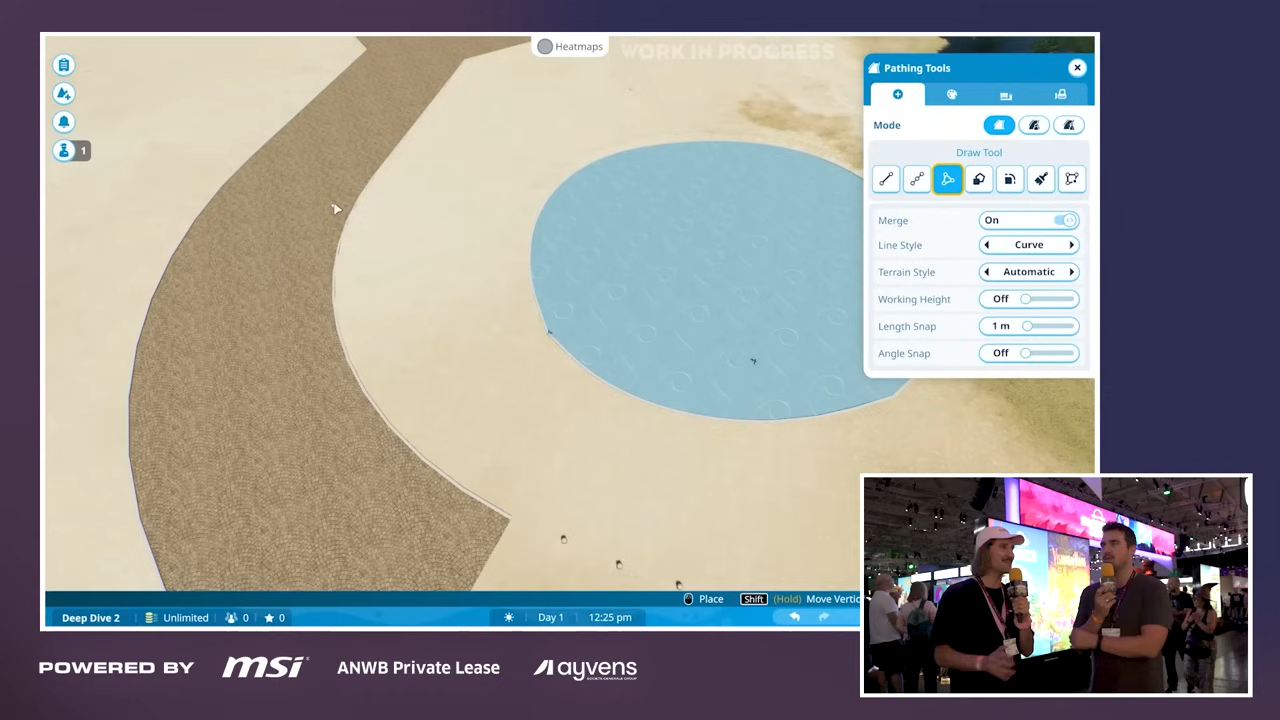 Heatmaps
WORK IN PROGRESS
1
Pathing Tools
Mode
Draw Tool
Merge
On
Line Style
Curve
Terrain Style
Automatic
Working Height
Off
Length Snap
1 m
Angle Snap
Off
Place
Shift
(Hold)
Move Vertic
Deep Dive 2
Unlimited
0
0
Day 1
12:25 pm
POWERED BY
msi
ANWB Private Lease
ayvens